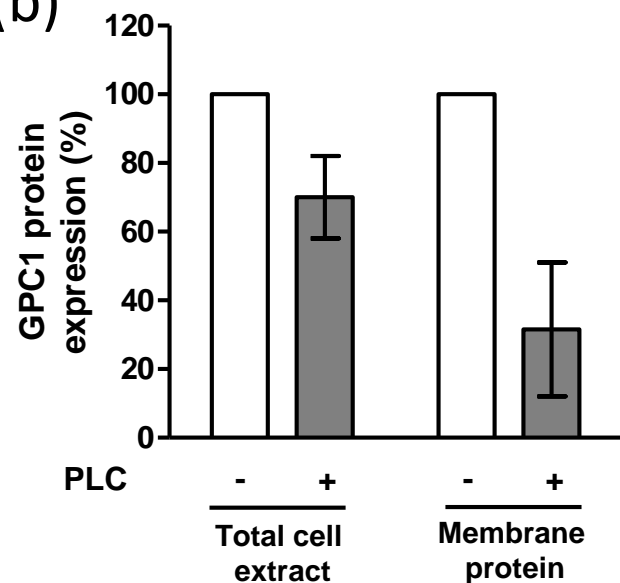 (b)
120
100
80
60
40
20
0
GPC1 protein
expression (%)
PLC - + - +
Total cell
extract
Membrane
protein